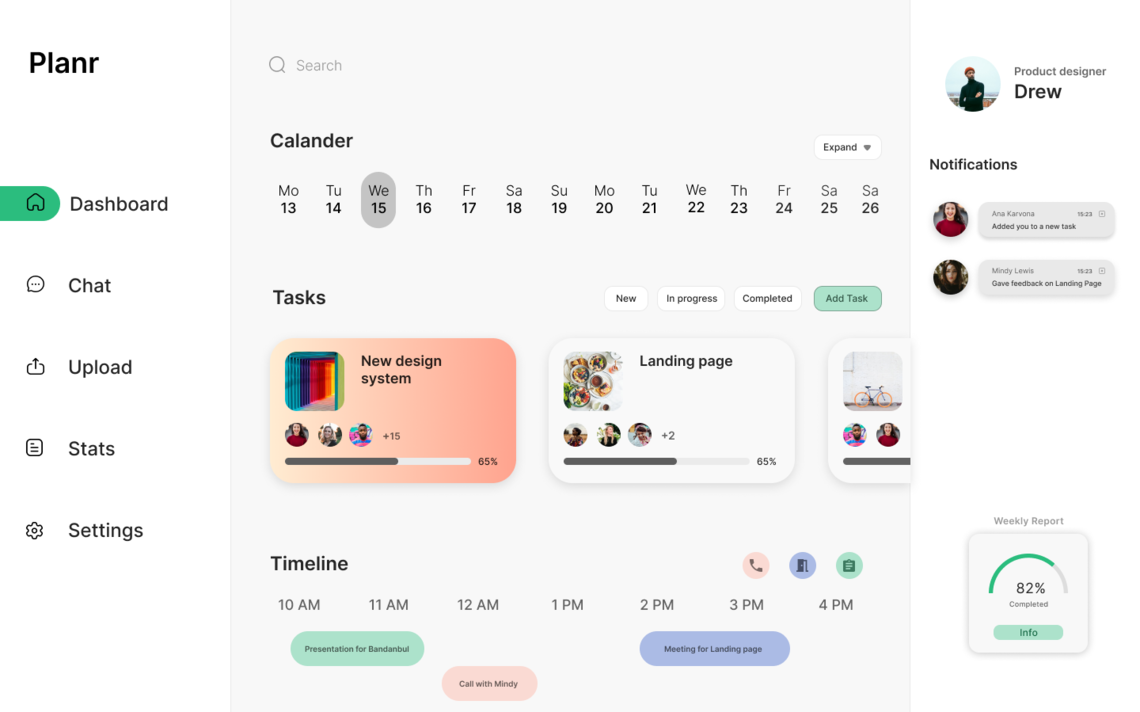 Planr
Dashboard
Chat
Upload
Stats
Settings
Search
Calander
Expand
Mo Tu We Th Fr Sa Su Mo Tu We Th Fr Sa Sa
13 14 15 16 17 18 19 20 21 22 23 24 25 26
Tasks
New In progress Completed Add Task
New design
system
+15
65%
Landing page
+2
65%
Timeline
10 AM 11 AM 12 AM 1 PM 2 PM 3 PM 4 PM
Presentation for Bandanbul
Meeting for Landing page
Call with Mindy
Product designer
Drew
Notifications
Ana Karvona 15:23
Added you to a new task
Mindy Lewis 15:23
Gave feedback on Landing Page
Weekly Report
82%
Completed
Info